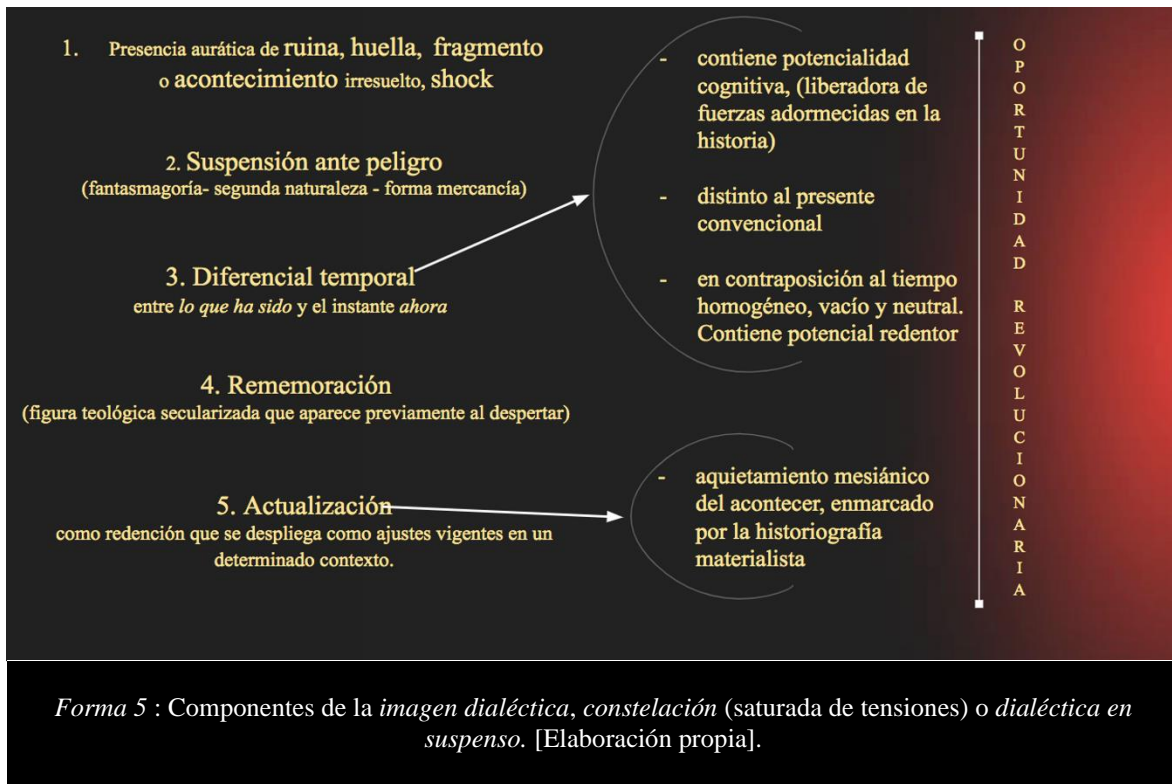 1. Presencia aurática de ruina, huella, fragmento
o acontecimiento irresuelto, shock
2. Suspensión ante peligro
(fantasmagoría- segunda naturaleza - forma mercancía)
3. Diferencial temporal
entre lo que ha sido y el instante ahora
4. Rememoración
(figura teológica secularizada que aparece previamente al despertar)
5. Actualización
como redención que se despliega como ajustes vigentes en un
determinado contexto.
- contiene potencialidad
cognitiva, (liberadora de
fuerzas adormecidas en la
historia)
- distinto al presente
convencional
- en contraposición al tiempo
homogéneo, vacío y neutral.
Contiene potencial redentor
- aquietamiento mesiánico
del acontecer, enmarcado
por la historiografía
materialista
OPORTUNIDAD REVOLUCIONARIA
Forma 5 : Componentes de la imagen dialéctica, constelación (saturada de tensiones) o dialéctica en
suspenso. [Elaboración propia].